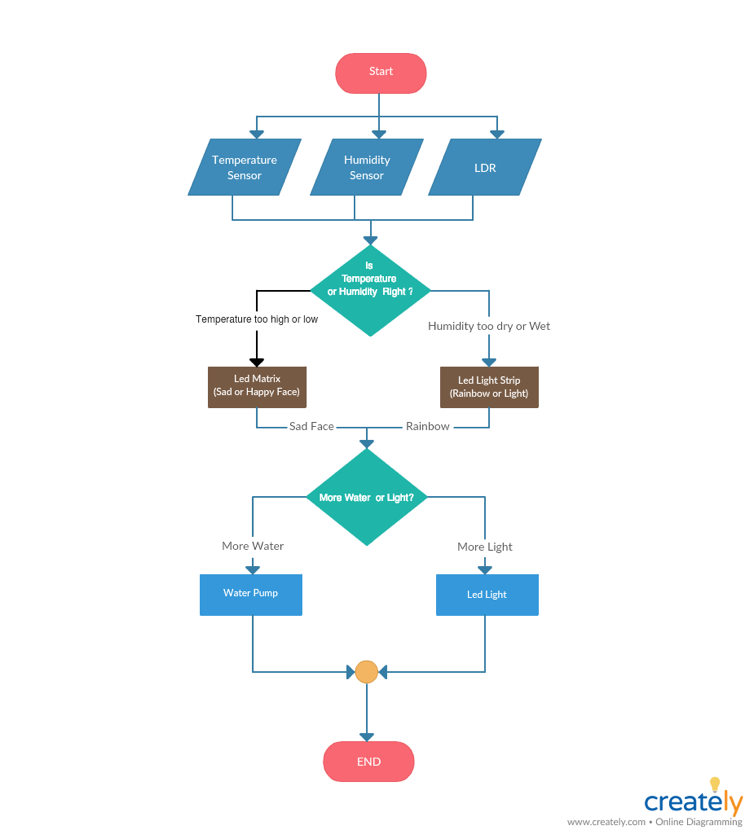 Start
Temperature
Sensor
Humidity
Sensor
LDR
Is
Temperature
or Humidity Right ?
Temperature too high or low
Humidity too dry or Wet
Led Matrix
(Sad or Happy Face)
Led Light Strip
(Rainbow or Light)
Sad Face
Rainbow
More Water or Light?
More Water
More Light
Water Pump
Led Light
END
creately
www.creately.com • Online Diagramming